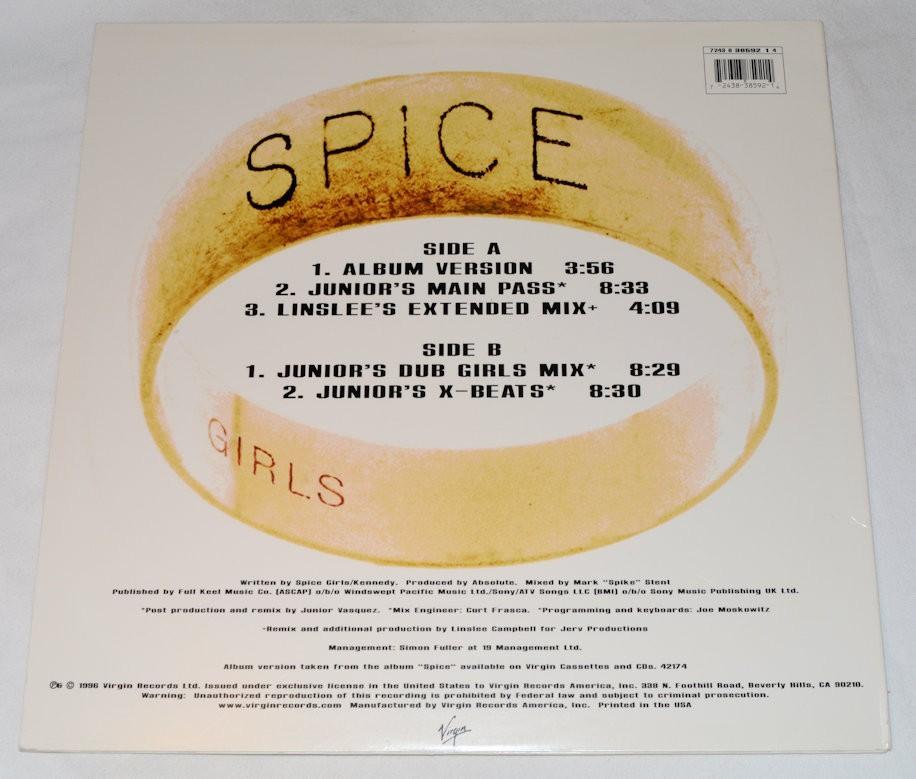 7243 8 38592 1 4
7 2438-38592-1 4
SPICE
SIDE A
1. ALBUM VERSION 3:56
2. JUNIOR'S MAIN PASS* 8:33
3. LINSLEE'S EXTENDED MIX+ 4:09
SIDE B
1. JUNIOR'S DUB GIRLS MIX* 8:29
2. JUNIOR'S X-BEATS* 8:30
GIRLS
Written by Spice Girls/Kennedy. Produced by Absolute. Mixed by Mark "Spike" Stent
Published by Full Keel Music Co. (ASCAP) o/b/o Windswept Pacific Music Ltd./Sony/ATV Songs LLC (BMI) o/b/o Sony Music Publishing UK Ltd.
*Post production and remix by Junior Vasquez. *Mix Engineer: Curt Frasca. *Programming and keyboards: Joe Moskowitz
+Remix and additional production by Linslee Campbell for Jerv Productions
Management: Simon Fuller at 19 Management Ltd.
Album version taken from the album "Spice" available on Virgin Cassettes and CDs. 42174
℗ © 1996 Virgin Records Ltd. Issued under exclusive license in the United States to Virgin Records America, Inc. 338 N. Foothill Road, Beverly Hills, CA 90210.
Warning: Unauthorized reproduction of this recording is prohibited by Federal law and subject to criminal prosecution.
www.virginrecords.com Manufactured by Virgin Records America, Inc. Printed in the USA
Virgin